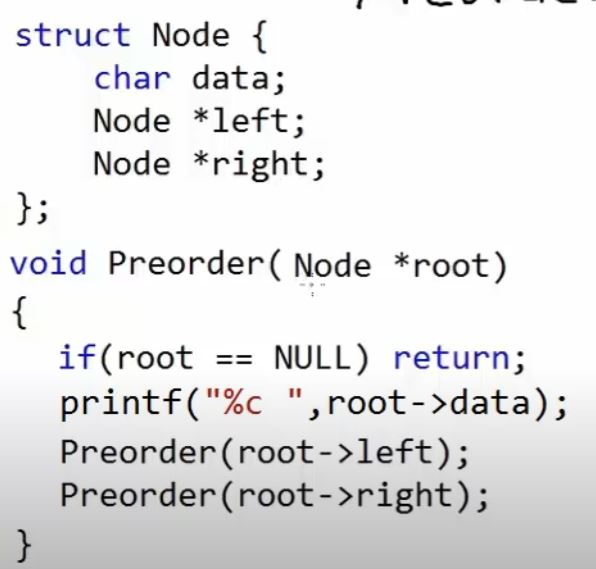 struct Node {
    char data;
    Node *left;
    Node *right;
};
void Preorder( Node *root)
{
    if(root == NULL) return;
    printf("%c ",root->data);
    Preorder(root->left);
    Preorder(root->right);
}